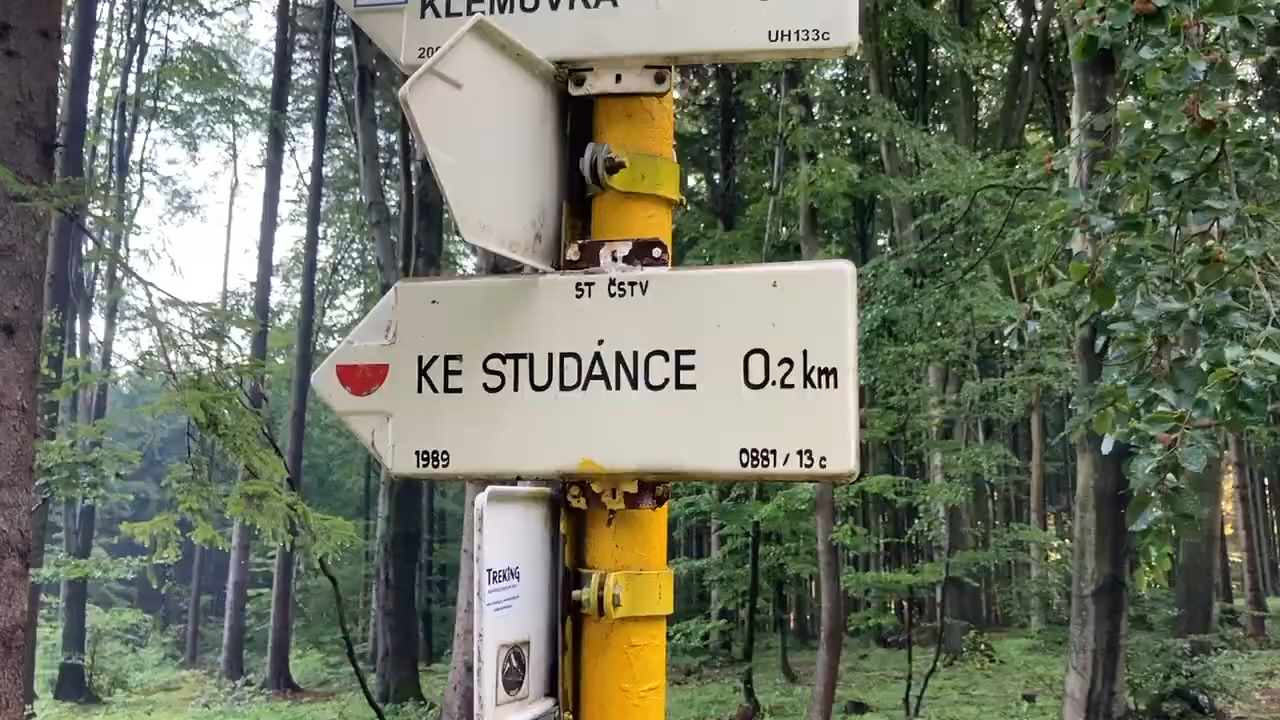 KLEMOVKA
UH133c
ST ČSTV
KE STUDÁNCE 0.2 km
1989
0881 / 13 c
TREKING